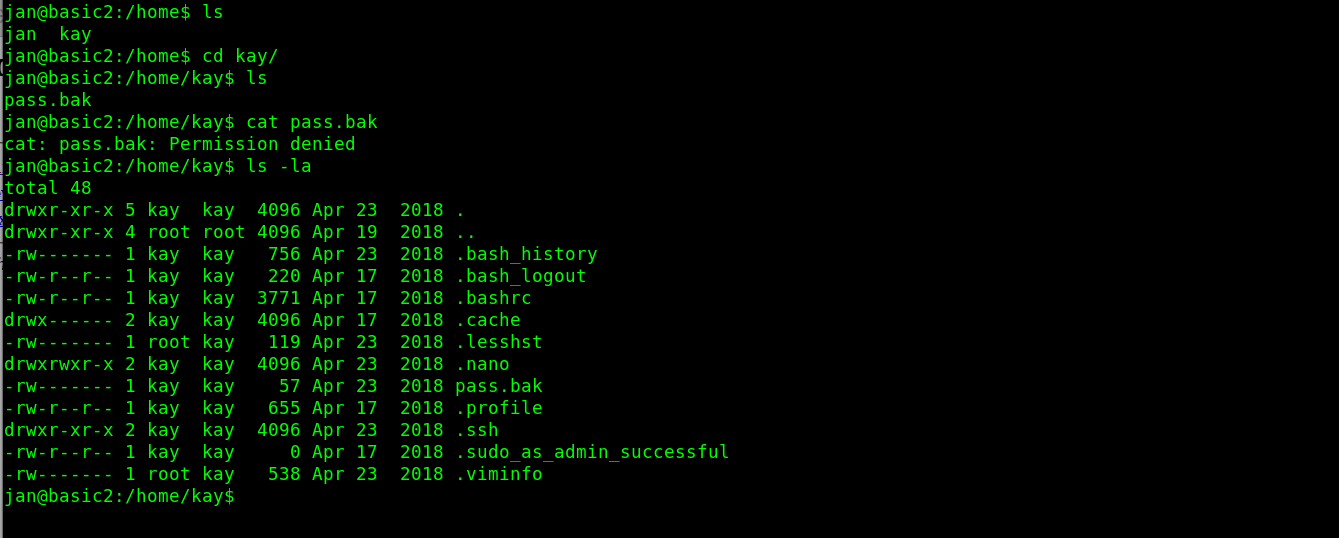 jan@basic2:/home$ ls
jan  kay
jan@basic2:/home$ cd kay/
jan@basic2:/home/kay$ ls
pass.bak
jan@basic2:/home/kay$ cat pass.bak
cat: pass.bak: Permission denied
jan@basic2:/home/kay$ ls -la
total 48
drwxr-xr-x 5 kay  kay  4096 Apr 23  2018 .
drwxr-xr-x 4 root root 4096 Apr 19  2018 ..
-rw------- 1 kay  kay   756 Apr 23  2018 .bash_history
-rw-r--r-- 1 kay  kay   220 Apr 17  2018 .bash_logout
-rw-r--r-- 1 kay  kay  3771 Apr 17  2018 .bashrc
drwx------ 2 kay  kay  4096 Apr 17  2018 .cache
-rw------- 1 root kay   119 Apr 23  2018 .lesshst
drwxrwxr-x 2 kay  kay  4096 Apr 23  2018 .nano
-rw------- 1 kay  kay    57 Apr 23  2018 pass.bak
-rw-r--r-- 1 kay  kay   655 Apr 17  2018 .profile
drwxr-xr-x 2 kay  kay  4096 Apr 23  2018 .ssh
-rw-r--r-- 1 kay  kay     0 Apr 17  2018 .sudo_as_admin_successful
-rw------- 1 root kay   538 Apr 23  2018 .viminfo
jan@basic2:/home/kay$